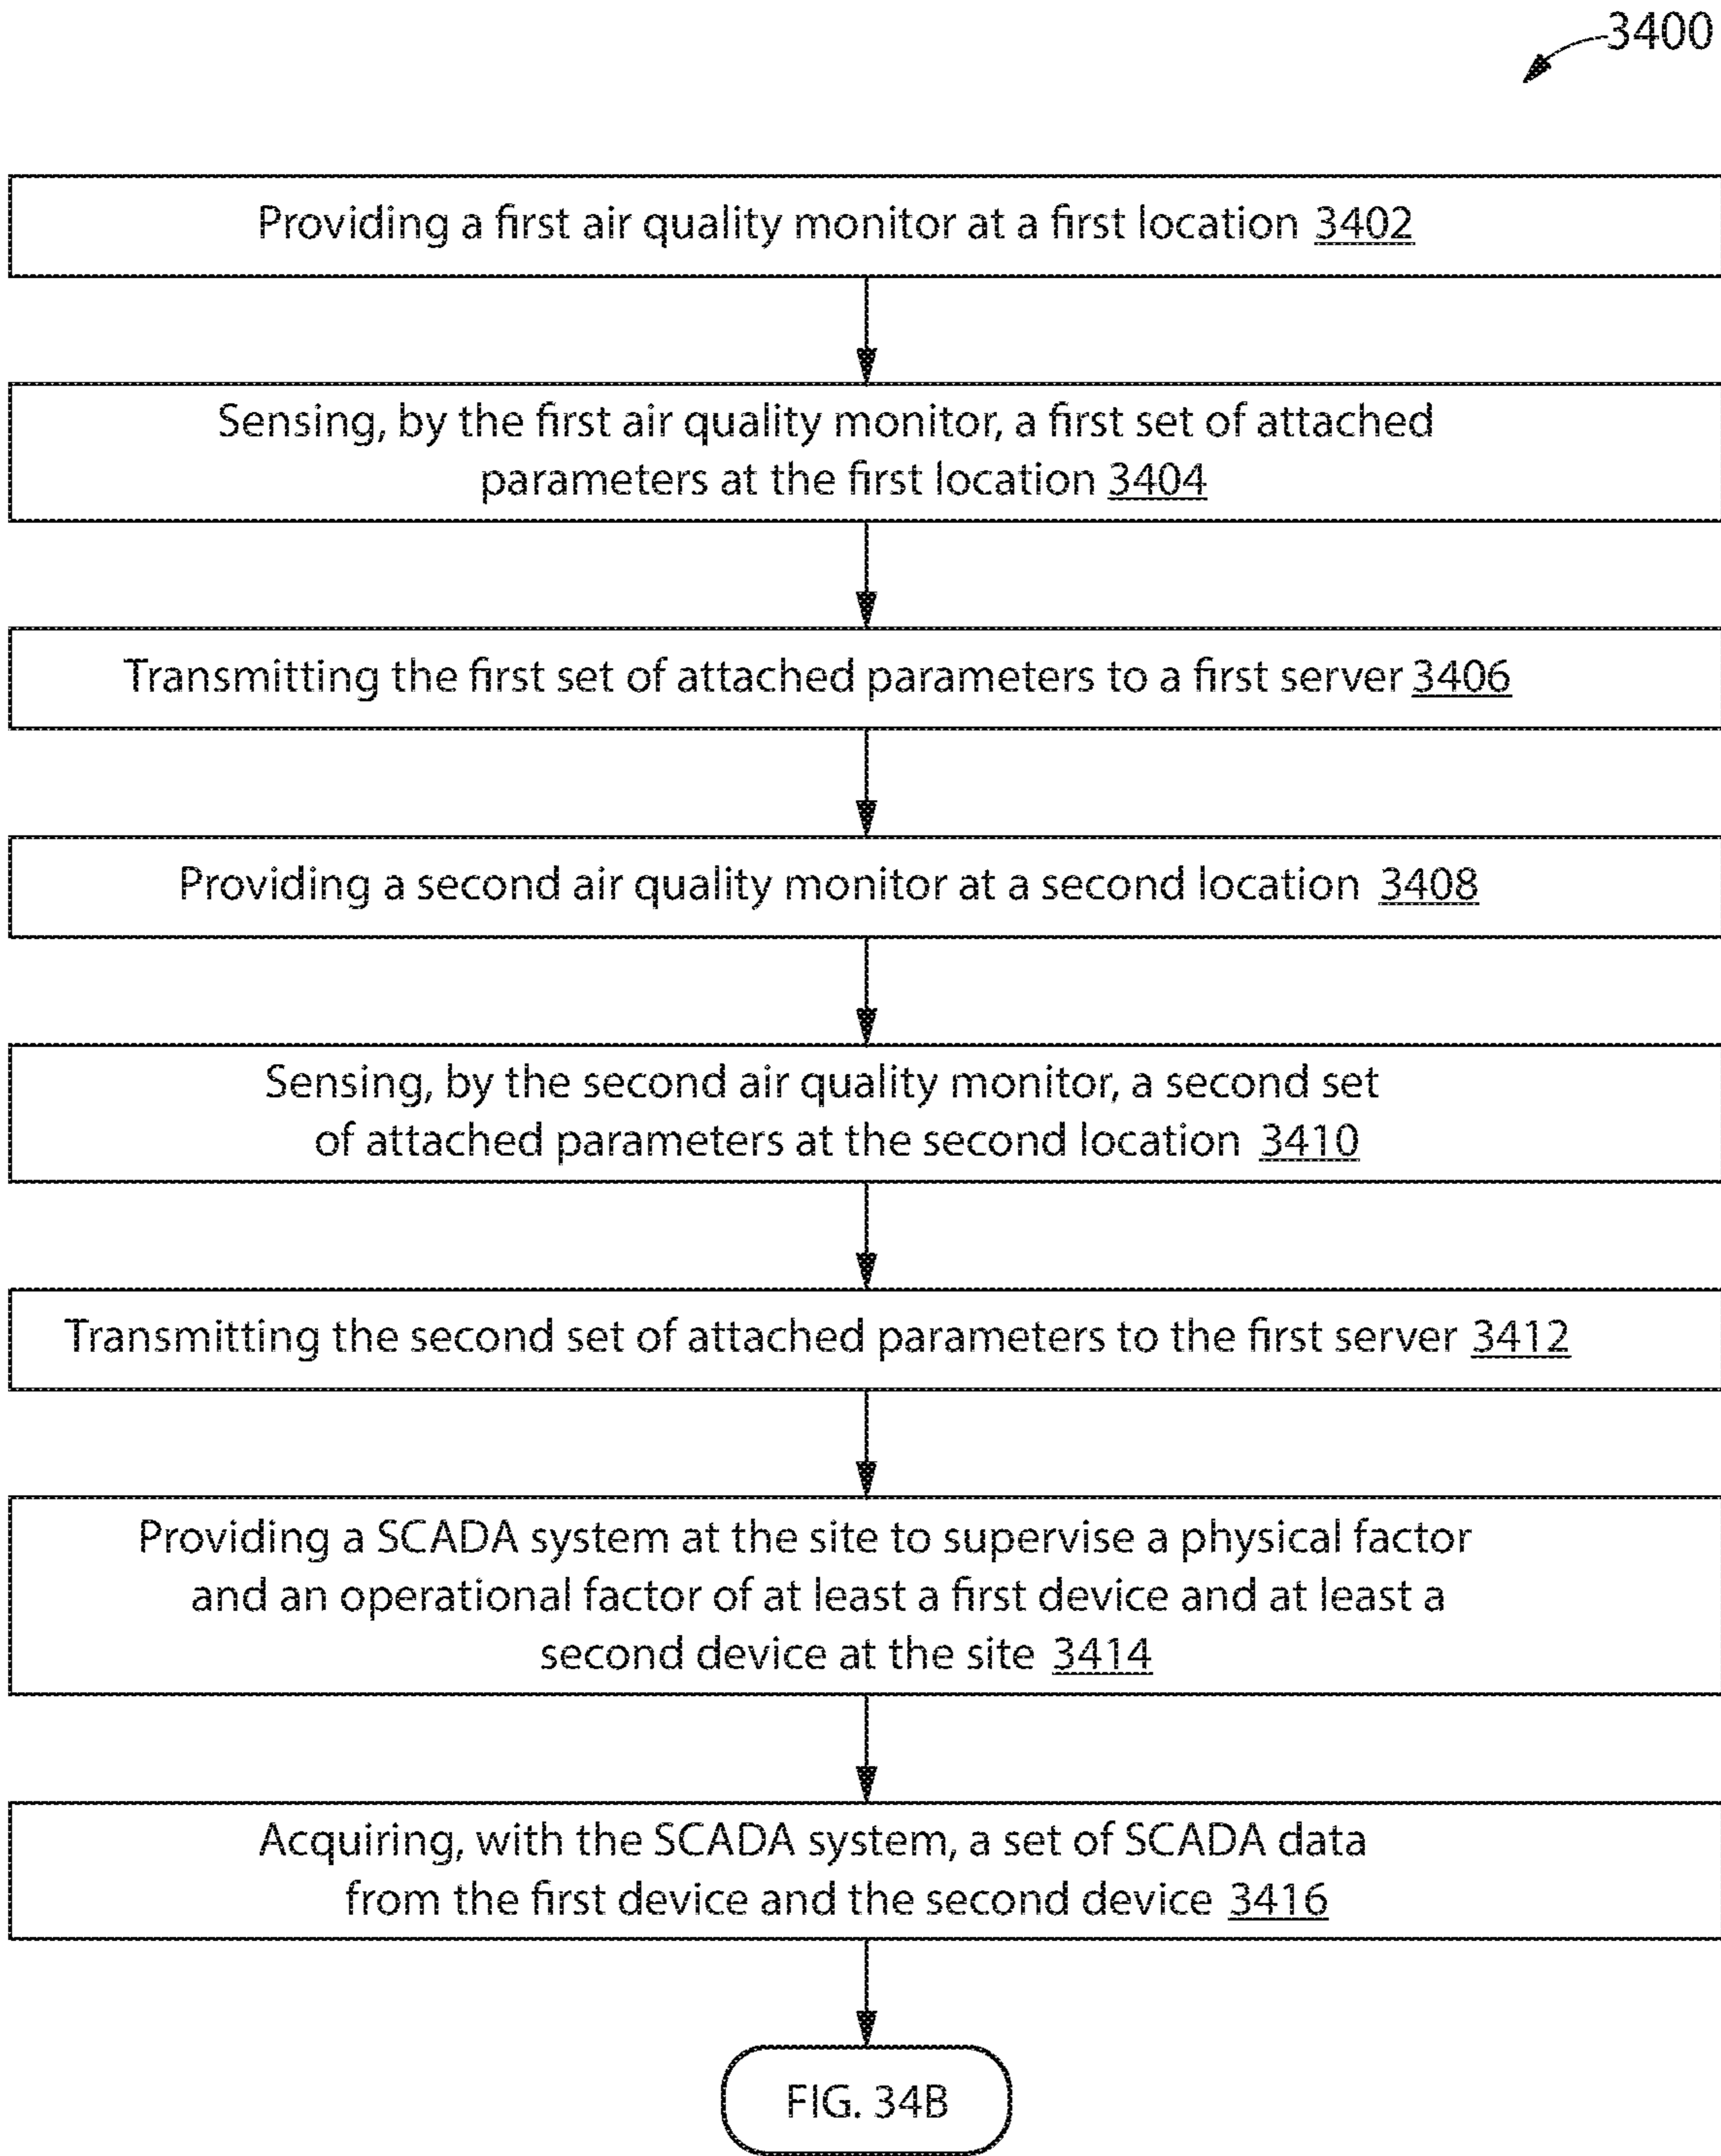 3400
Providing a first air quality monitor at a first location 3402
Sensing, by the first air quality monitor, a first set of attached
parameters at the first location 3404
Transmitting the first set of attached parameters to a first server 3406
Providing a second air quality monitor at a second location 3408
Sensing, by the second air quality monitor, a second set
of attached parameters at the second location 3410
Transmitting the second set of attached parameters to the first server 3412
Providing a SCADA system at the site to supervise a physical factor
and an operational factor of at least a first device and at least a
second device at the site 3414
Acquiring, with the SCADA system, a set of SCADA data
from the first device and the second device 3416
FIG. 34B